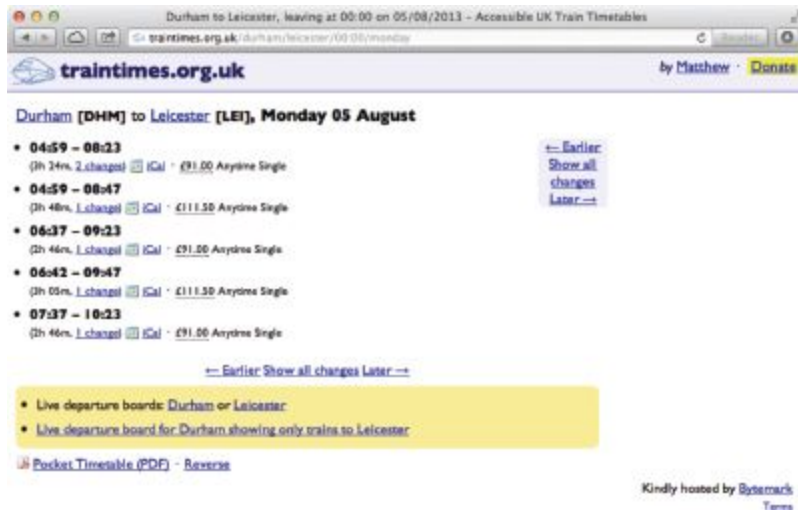 Durham to Leicester, leaving at 00:00 on 05/08/2013 - Accessible UK Train Timetables
traintimes.org.uk/durham/leicester/00:00/monday
Reader
traintimes.org.uk
by Matthew · Donate
Durham [DHM] to Leicester [LEI], Monday 05 August
• 04:59 – 08:23
(3h 24m, 2 changes) iCal · £91.00 Anytime Single
• 04:59 – 08:47
(3h 48m, 1 change) iCal · £111.50 Anytime Single
• 06:37 – 09:23
(2h 46m, 1 change) iCal · £91.00 Anytime Single
• 06:42 – 09:47
(3h 05m, 1 change) iCal · £111.50 Anytime Single
• 07:37 – 10:23
(2h 46m, 1 change) iCal · £91.00 Anytime Single
← Earlier
Show all
changes
Later →
← Earlier Show all changes Later →
• Live departure boards: Durham or Leicester
• Live departure board for Durham showing only trains to Leicester
Pocket Timetable (PDF) · Reverse
Kindly hosted by Bytemark
Terms